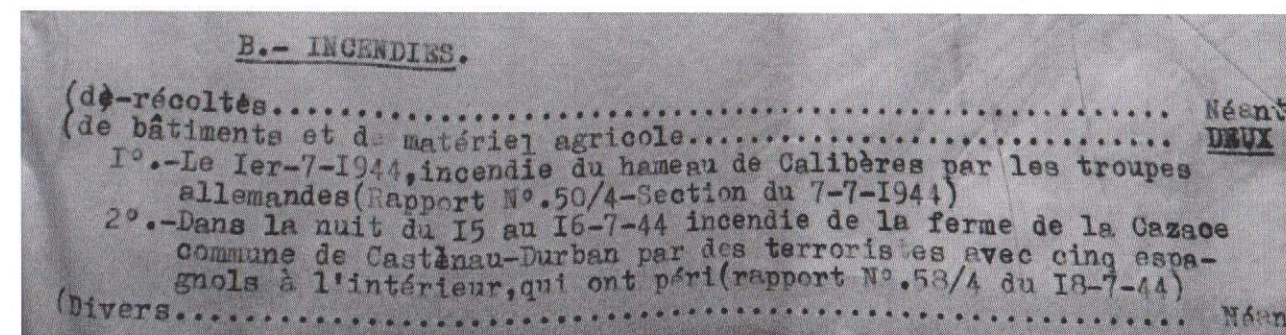 B.- INCENDIES.
(de-récoltes.................................................... Néant
(de bâtiments et de matériel agricole............................ DEUX
I°.-Le Ier-7-I944,incendie du hameau de Calibères par les troupes
allemandes(Rapport N°.50/4-Section du 7-7-I944)
2°.-Dans la nuit du I5 au I6-7-44 incendie de la ferme de la Cazace
commune de Castènau-Durban par des terroristes avec cinq espa-
gnols à l'intérieur,qui ont péri(rapport N°.58/4 du I8-7-44)
(Divers.......................................................... Néan